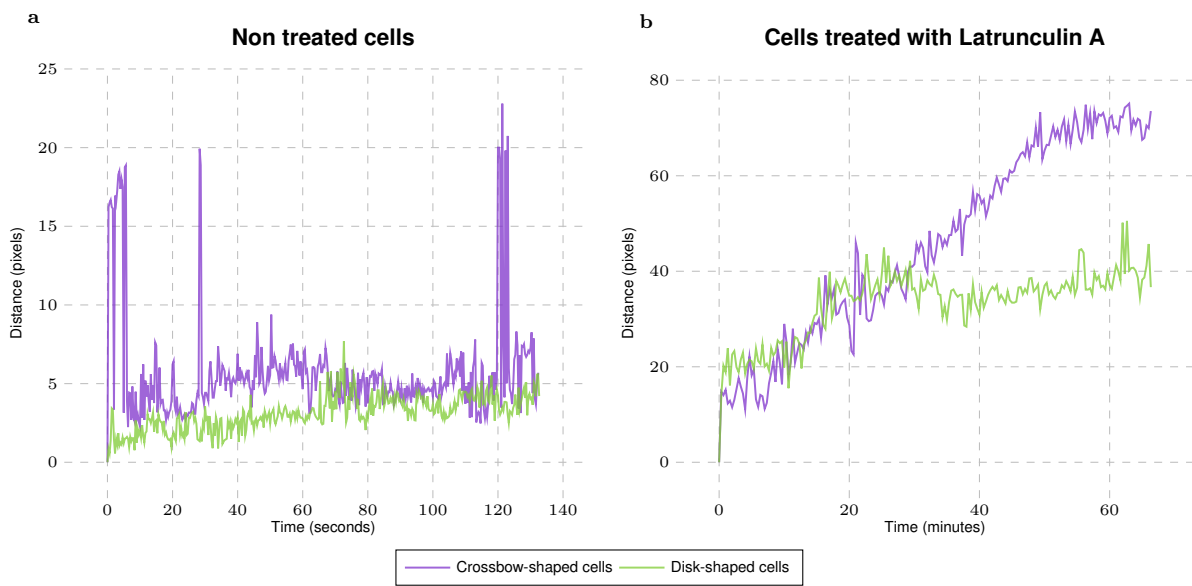 a
Non treated cells
25
20
15
10
5
0
Distance (pixels)
0 20 40 60 80 100 120 140
Time (seconds)
b
Cells treated with Latrunculin A
80
60
40
20
0
Distance (pixels)
0 20 40 60
Time (minutes)
Crossbow-shaped cells Disk-shaped cells